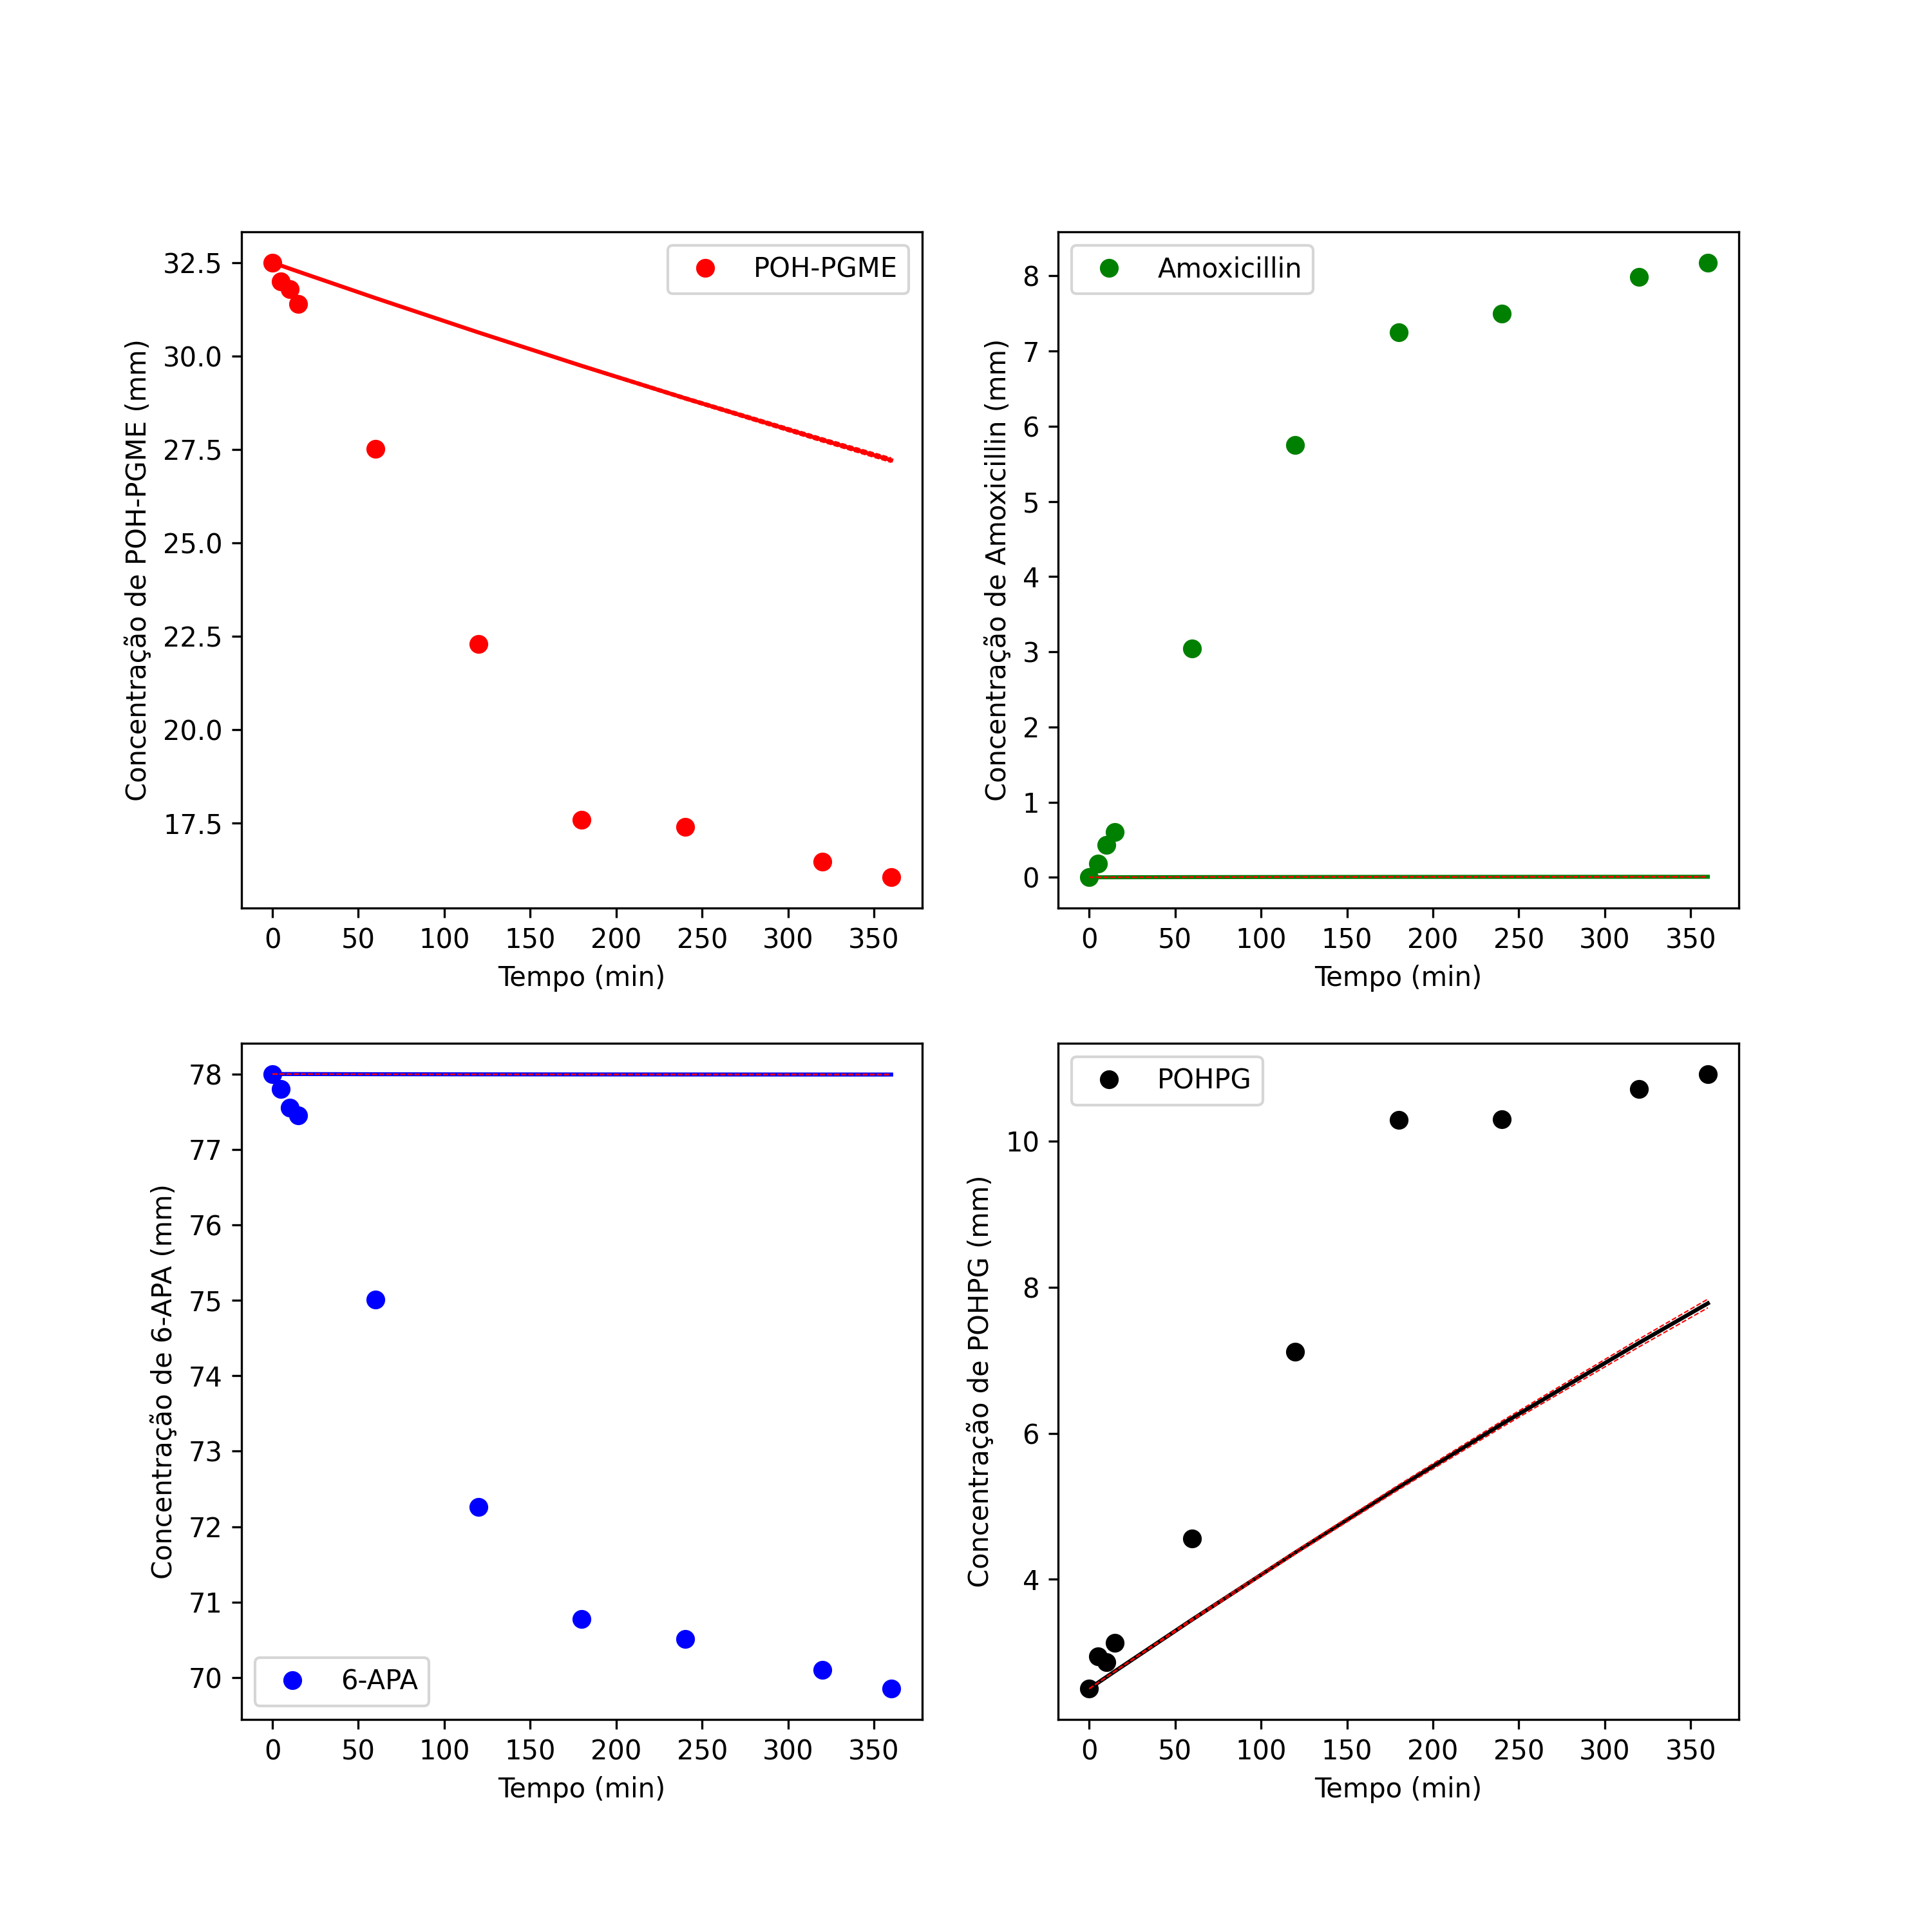 POH-PGME
Concentração de POH-PGME (mm)
32.5
30.0
27.5
25.0
22.5
20.0
17.5
0 50 100 150 200 250 300 350
Tempo (min)
Amoxicillin
Concentração de Amoxicillin (mm)
8
7
6
5
4
3
2
1
0
0 50 100 150 200 250 300 350
Tempo (min)
Concentração de 6-APA (mm)
78
77
76
75
74
73
72
71
70
6-APA
0 50 100 150 200 250 300 350
Tempo (min)
POHPG
Concentração de POHPG (mm)
10
8
6
4
0 50 100 150 200 250 300 350
Tempo (min)